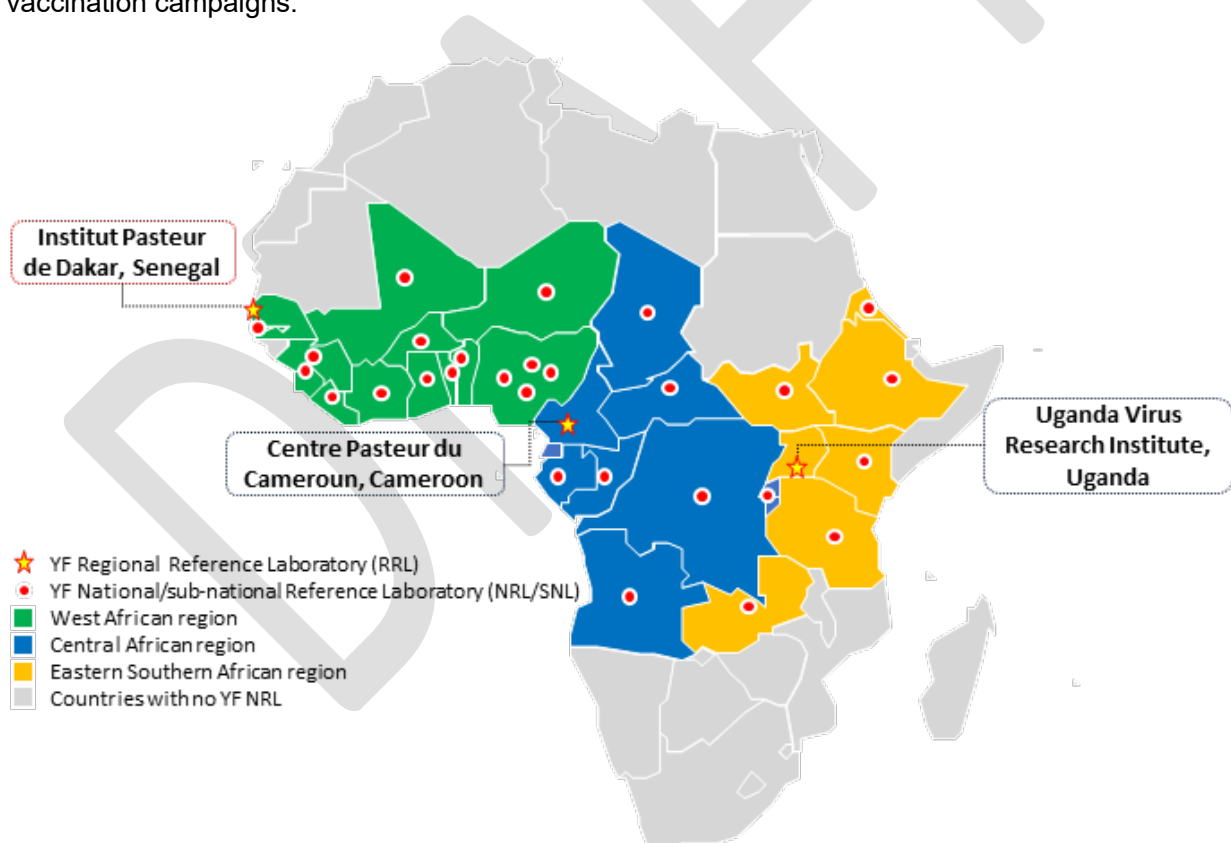 vaccination campaigns.
Institut Pasteur
de Dakar, Senegal
Centre Pasteur du
Cameroun, Cameroon
Uganda Virus
Research Institute,
Uganda
YF Regional Reference Laboratory (RRL)
YF National/sub-national Reference Laboratory (NRL/SNL)
West African region
Central African region
Eastern Southern African region
Countries with no YF NRL